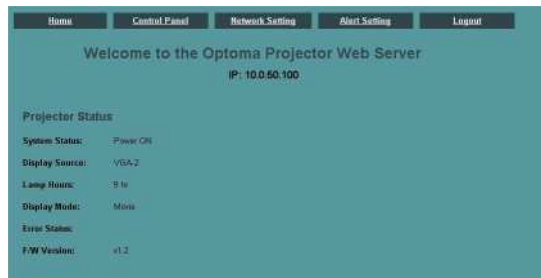 Home Control Panel Network Setting Alert Setting Logout
Welcome to the Optoma Projector Web Server
IP: 10.0.50.100
Projector Status
System Status: Power ON
Display Source: VGA-2
Lamp Hours: hr
Display Mode:
Error Status:
F/W Version: v1.2